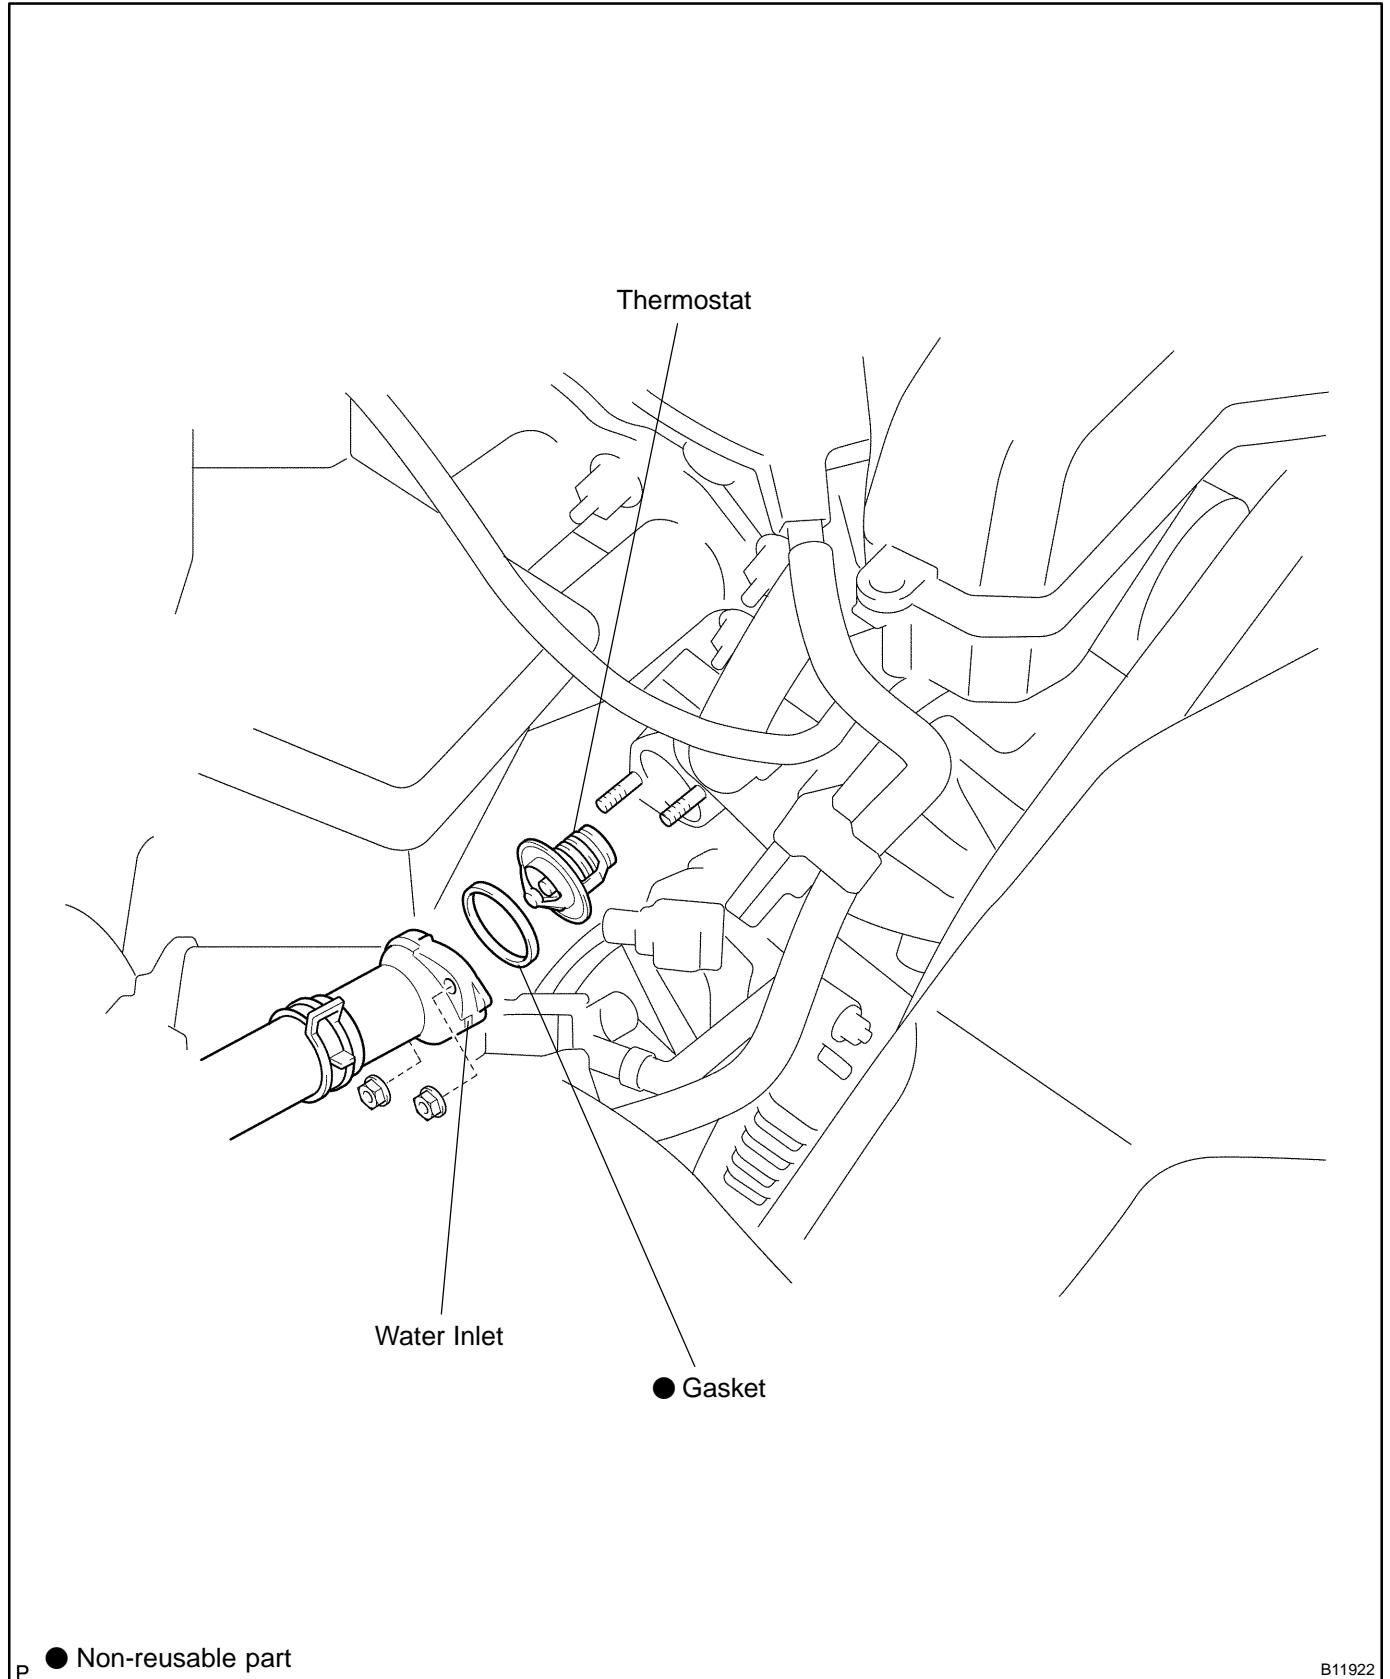 Thermostat
Water Inlet
● Gasket
● Non-reusable part
P
B11922